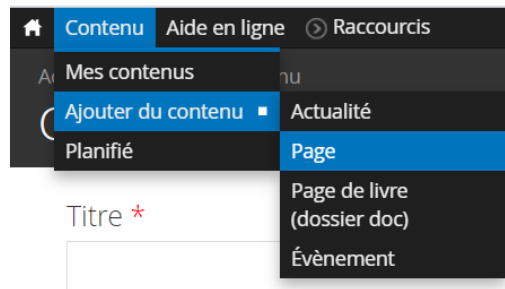 Contenu Aide en ligne Raccourcis
Mes contenus
Ajouter du contenu Actualité
Planifié Page
Page de livre
(dossier doc)
Évènement
Titre *